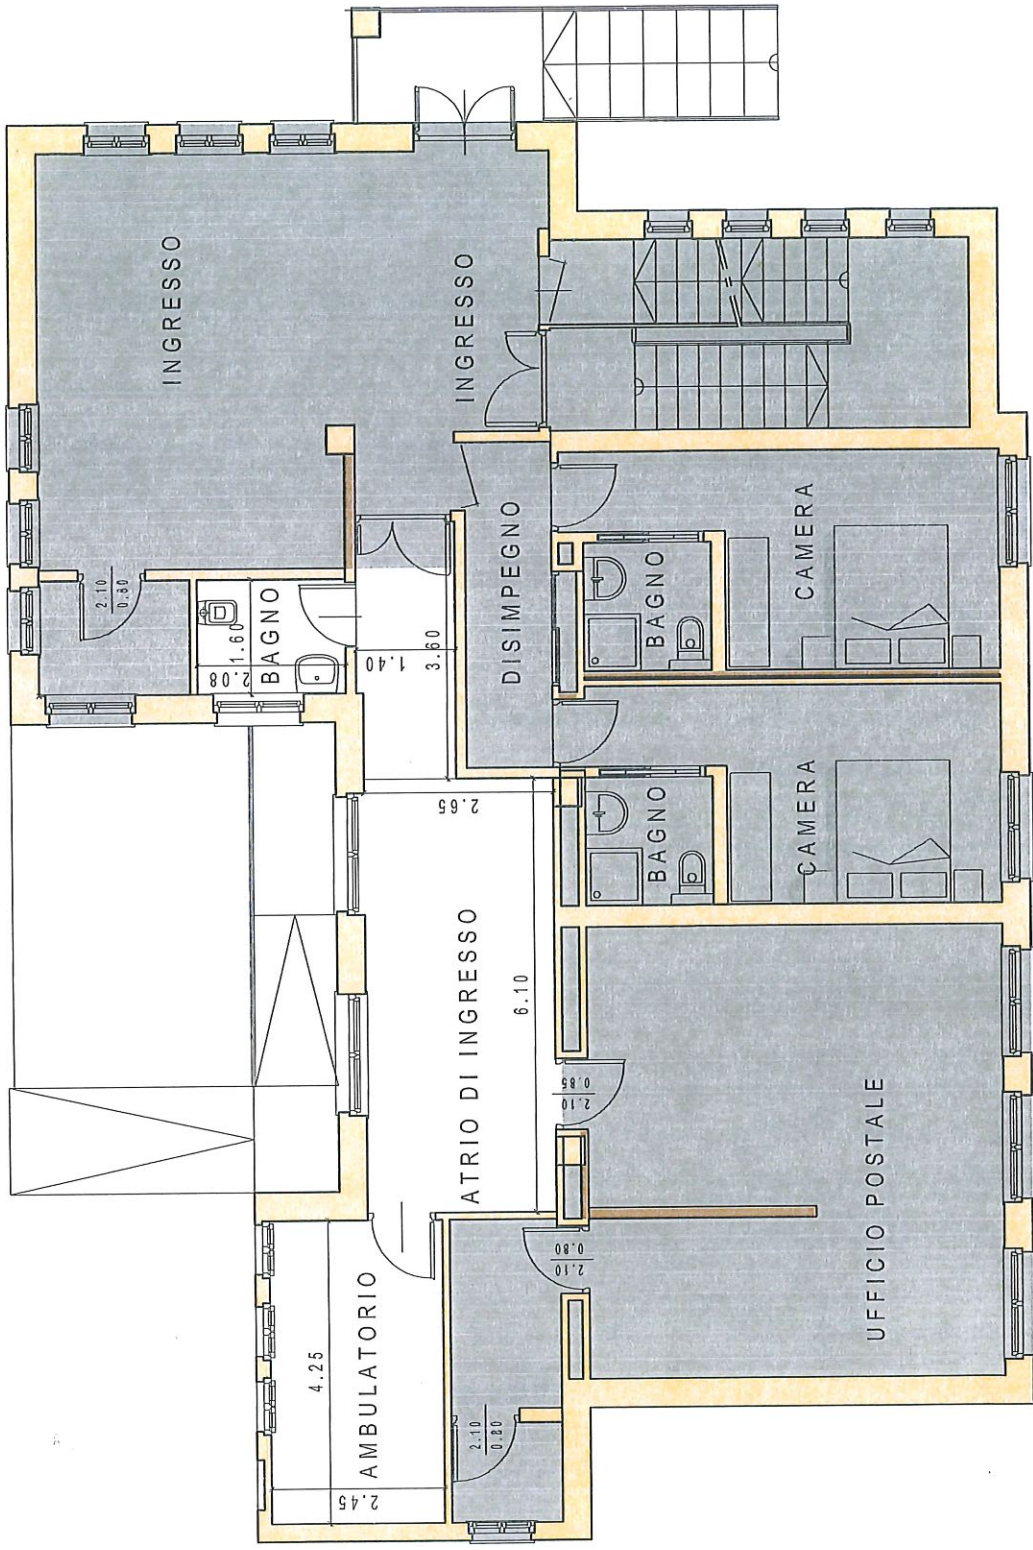 INGRESSO
INGRESSO
2.10
0.80
BAGNO
1.60
2.08
1.40
3.60
DISIMPEGNO
BAGNO
CAMERA
BAGNO
CAMERA
2.65
ATRIO DI INGRESSO
6.10
2.10
0.85
UFFICIO POSTALE
2.10
0.80
AMBULATORIO
4.25
2.45
2.10
0.80